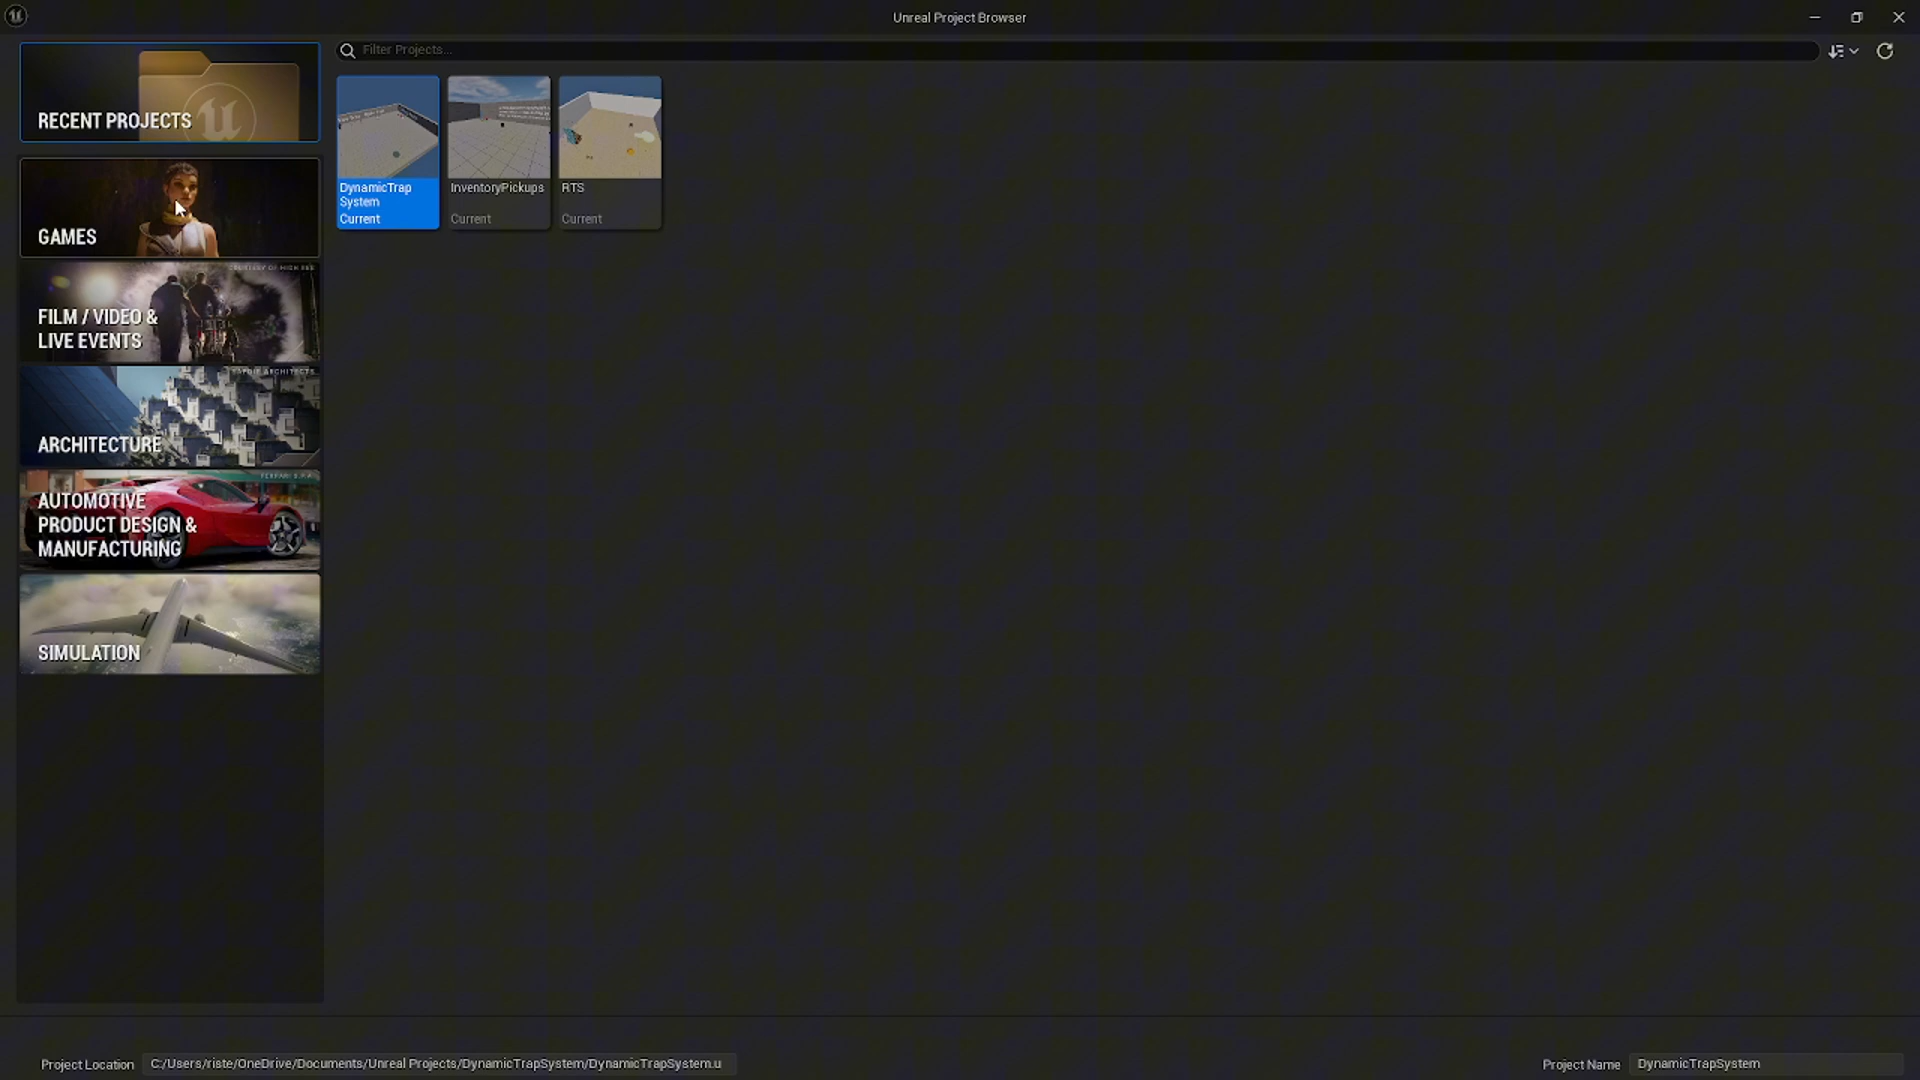 Unreal Project Browser
Filter Projects...
RECENT PROJECTS
GAMES
FILM / VIDEO &
LIVE EVENTS
ARCHITECTURE
AUTOMOTIVE
PRODUCT DESIGN &
MANUFACTURING
SIMULATION
DynamicTrap
System
Current
InventoryPickups
Current
RTS
Current
Project Location
C:/Users/riste/OneDrive/Documents/Unreal Projects/DynamicTrapSystem/DynamicTrapSystem.u
Project Name
DynamicTrapSystem